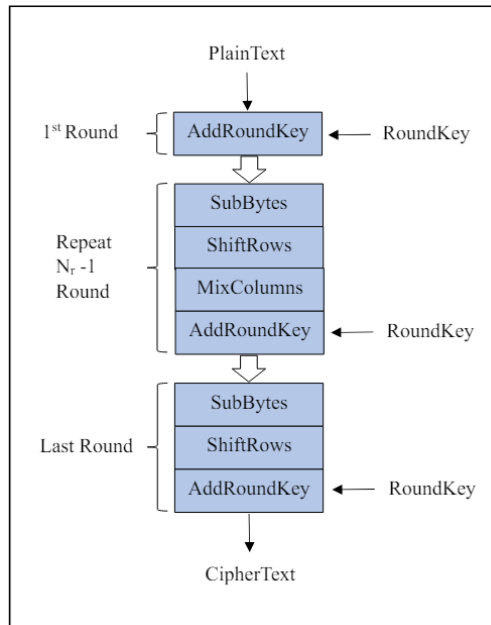 PlainText
1st Round
AddRoundKey
RoundKey
SubBytes
ShiftRows
MixColumns
AddRoundKey
Repeat
Nr -1
Round
RoundKey
SubBytes
ShiftRows
AddRoundKey
Last Round
RoundKey
CipherText